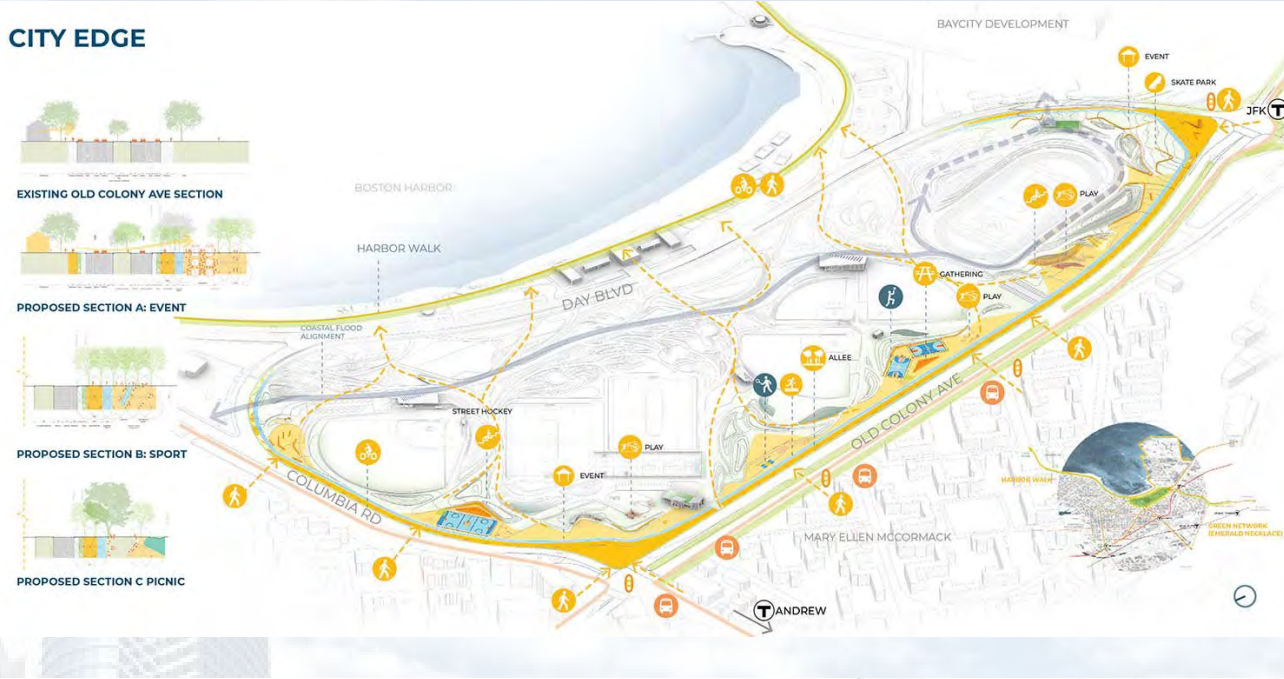 CITY EDGE
EXISTING OLD COLONY AVE SECTION
PROPOSED SECTION A: EVENT
PROPOSED SECTION B: SPORT
PROPOSED SECTION C PICNIC
BAYCITY DEVELOPMENT
EVENT
SKATE PARK
JFK T
BOSTON HARBOR
HARBOR WALK
DAY BLVD
PLAY
GATHERING
PLAY
COASTAL FLOOD
ALIGNMENT
ALLEE
STREET HOCKEY
OLD COLONY AVE
PLAY
EVENT
COLUMBIA RD
MARY ELLEN MCCORMACK
HARBOR WALK
GREEN NETWORK
(EMERALD NECKLACE)
T ANDREW